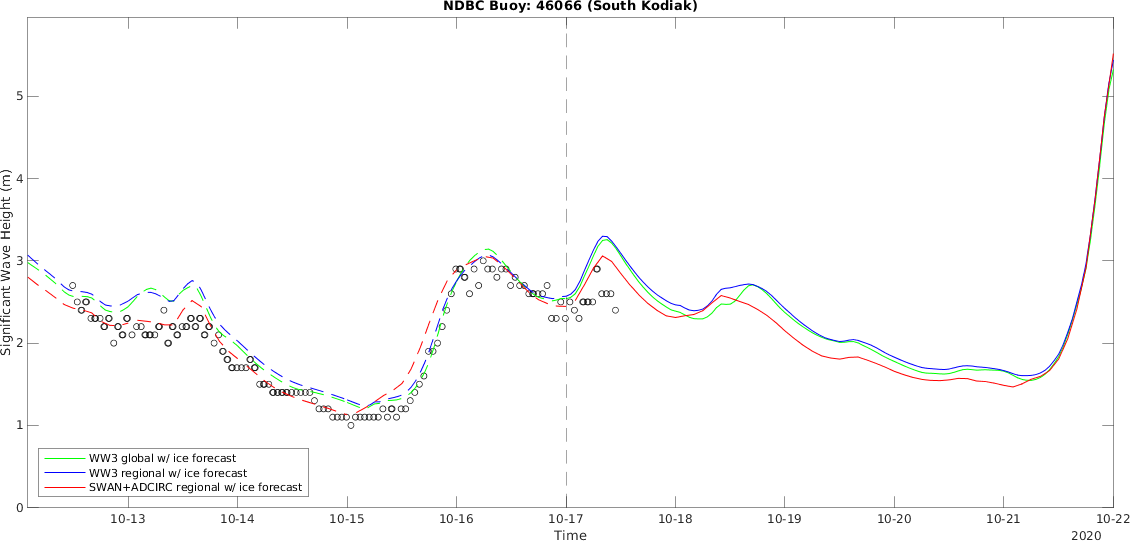 NDBC Buoy: 46066 (South Kodiak)
Significant Wave Height (m)
5
4
3
2
1
0
WW3 global w/ ice forecast
WW3 regional w/ ice forecast
SWAN+ADCIRC regional w/ ice forecast
10-13 10-14 10-15 10-16 10-17 10-18 10-19 10-20 10-21 10-22
Time
2020